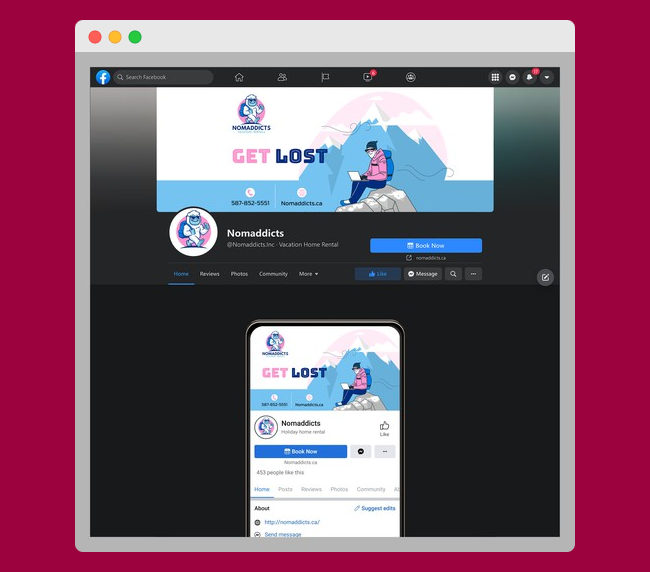 Search Facebook
6
17
NOMADDICTS
GET LOST
587-852-5551
Nomaddicts.ca
Nomaddicts
@Nomaddicts.Inc · Vacation Home Rental
Book Now
nomaddicts.ca
Home
Reviews
Photos
Community
More
Like
Message
NOMADDICTS
GET LOST
587-852-5551
Nomaddicts.ca
Nomaddicts
Holiday home rental
Like
Book Now
Nomaddicts.ca
453 people like this
Home
Posts
Reviews
Photos
Community
About
Suggest edits
http://nomaddicts.ca/
Send message